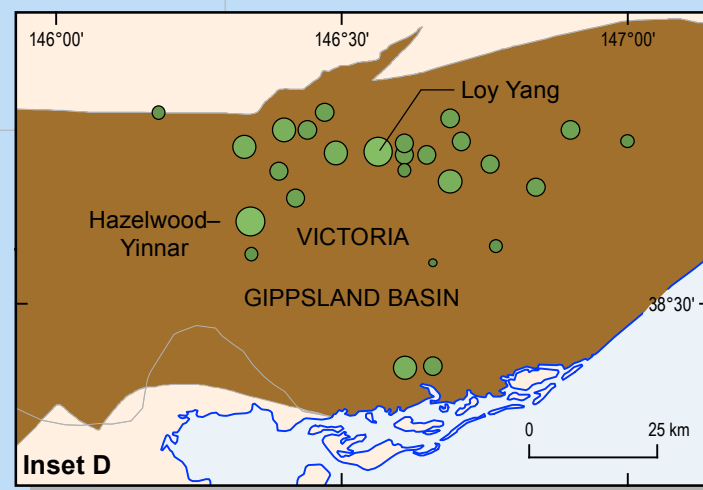 146°00'
146°30'
147°00'
Loy Yang
Hazelwood–
Yinnar
VICTORIA
GIPPSLAND BASIN
38°30'
0
25 km
Inset D